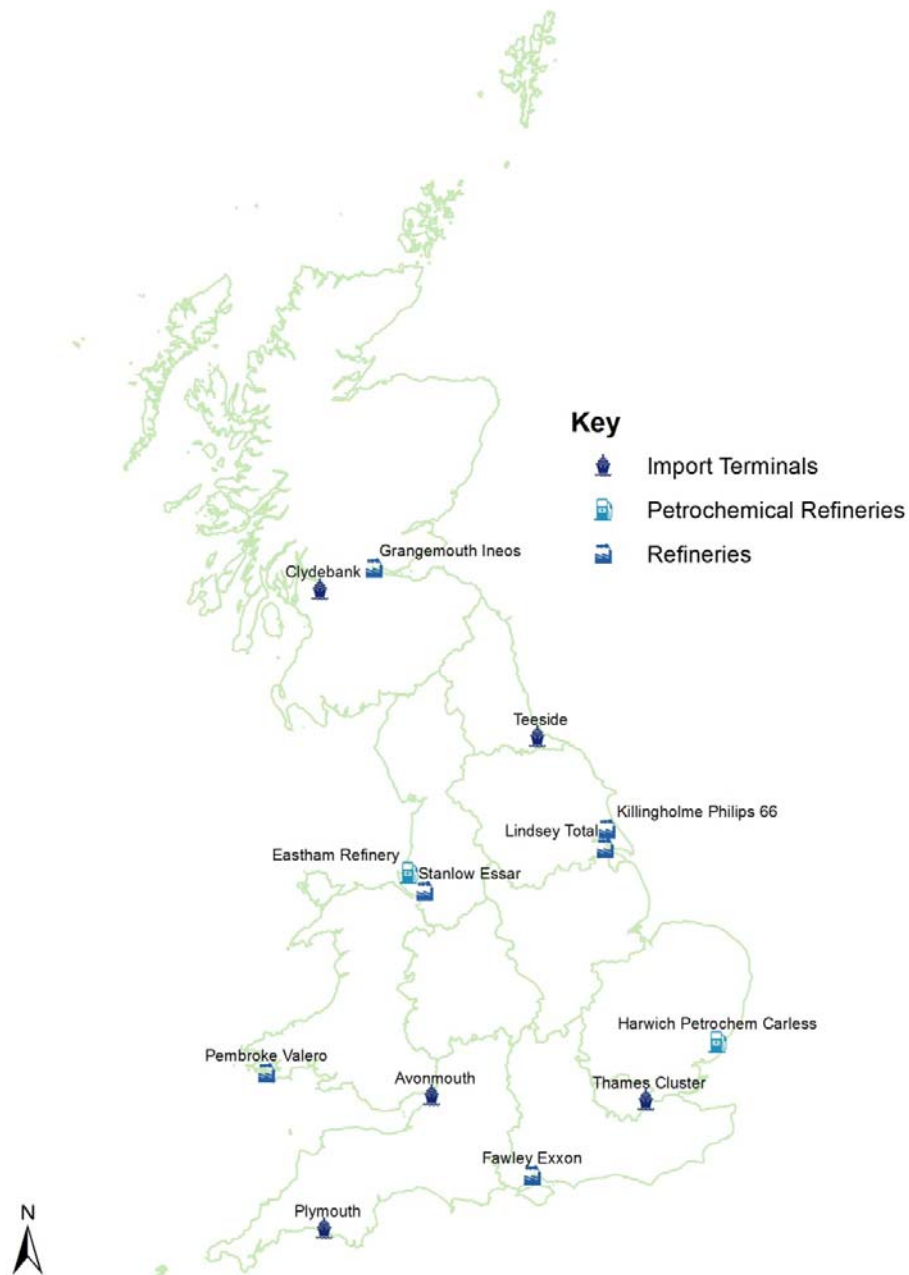 Key
Import Terminals
Petrochemical Refineries
Refineries
Grangemouth Ineos
Clydebank
Teeside
Killingholme Philips 66
Lindsey Total
Eastham Refinery
Stanlow Essar
Harwich Petrochem Carless
Pembroke Valero
Avonmouth
Thames Cluster
Fawley Exxon
Plymouth
N